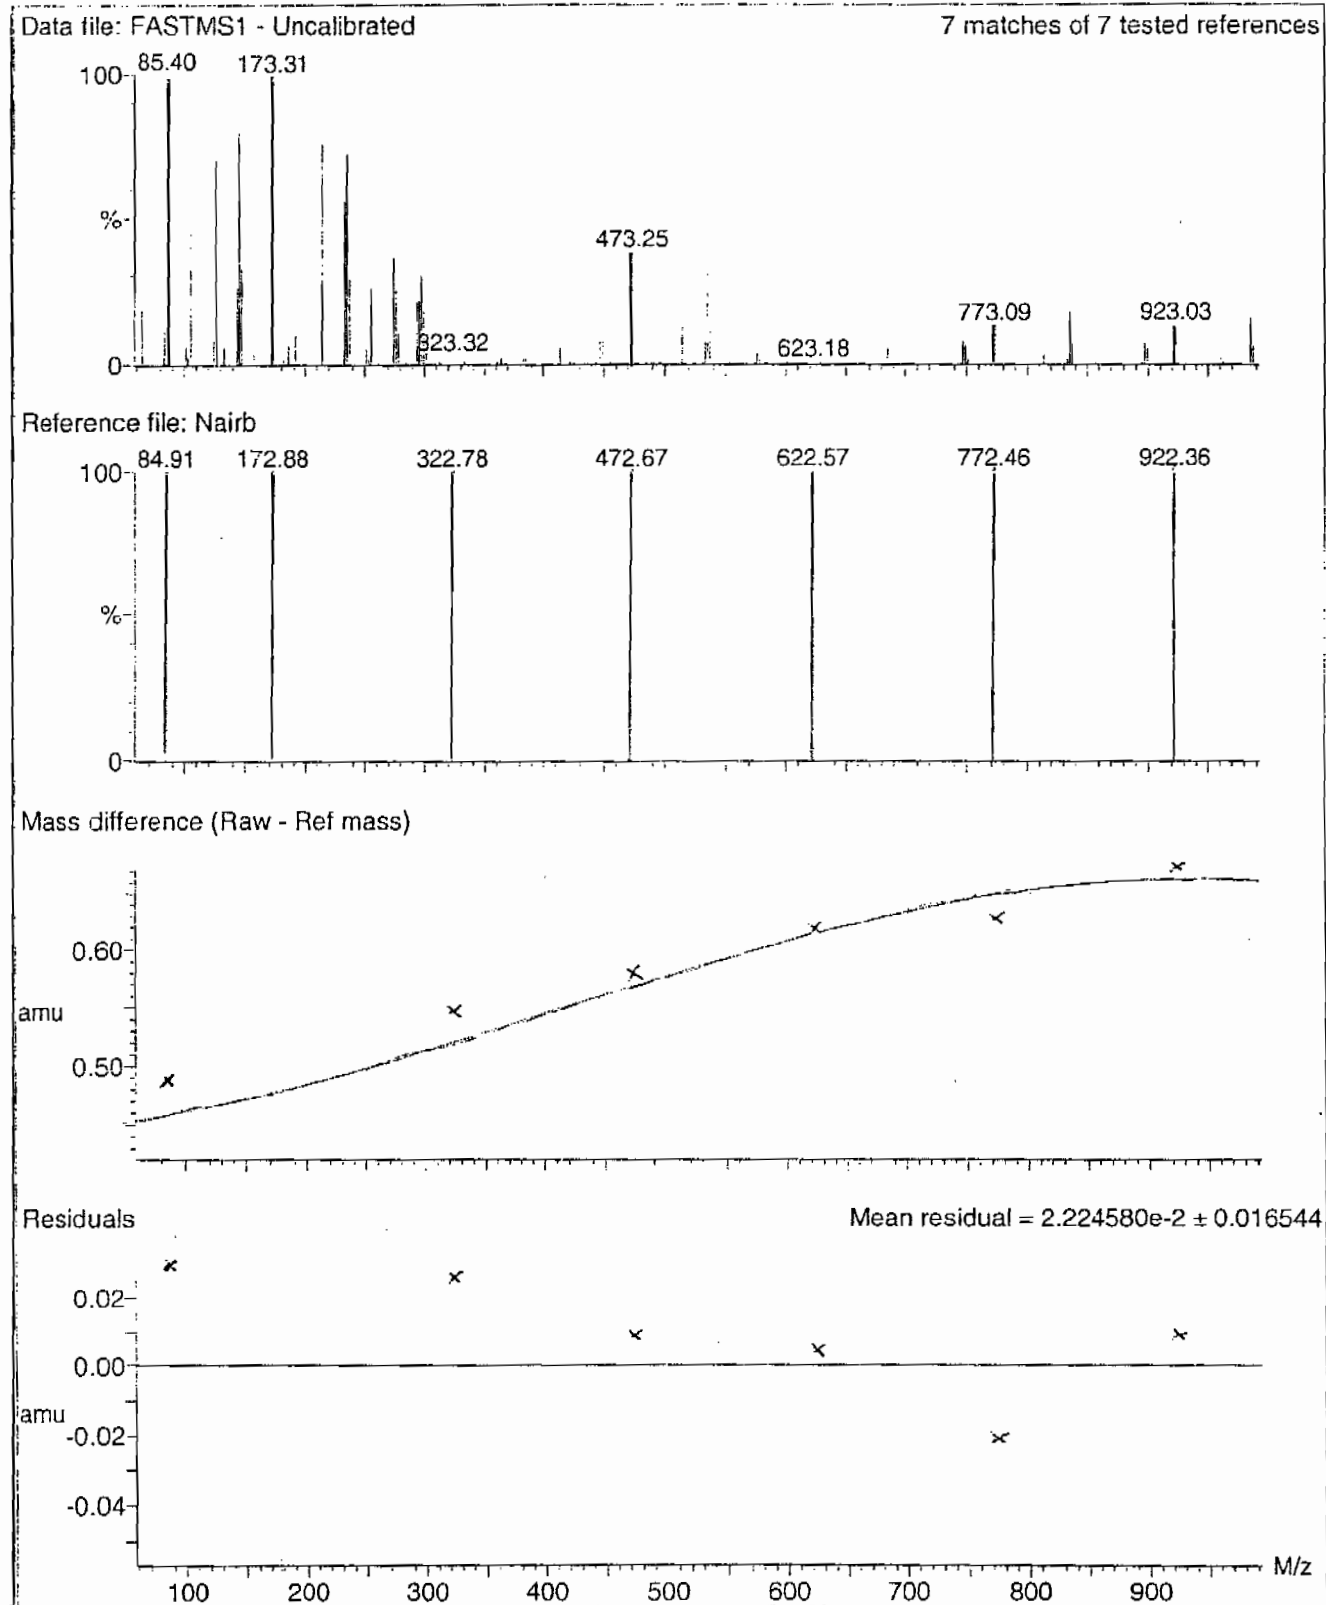 Data file: FASTMS1 - Uncalibrated 7 matches of 7 tested references
85.40 173.31
100
%
473.25
773.09 923.03
323.32 623.18
0
Reference file: Nairb
84.91 172.88 322.78 472.67 622.57 772.46 922.36
100
%
0
Mass difference (Raw - Ref mass)
0.60
amu
0.50
Residuals Mean residual = 2.224580e-2 ± 0.016544
0.02
0.00
amu
-0.02
-0.04
M/z
100 200 300 400 500 600 700 800 900